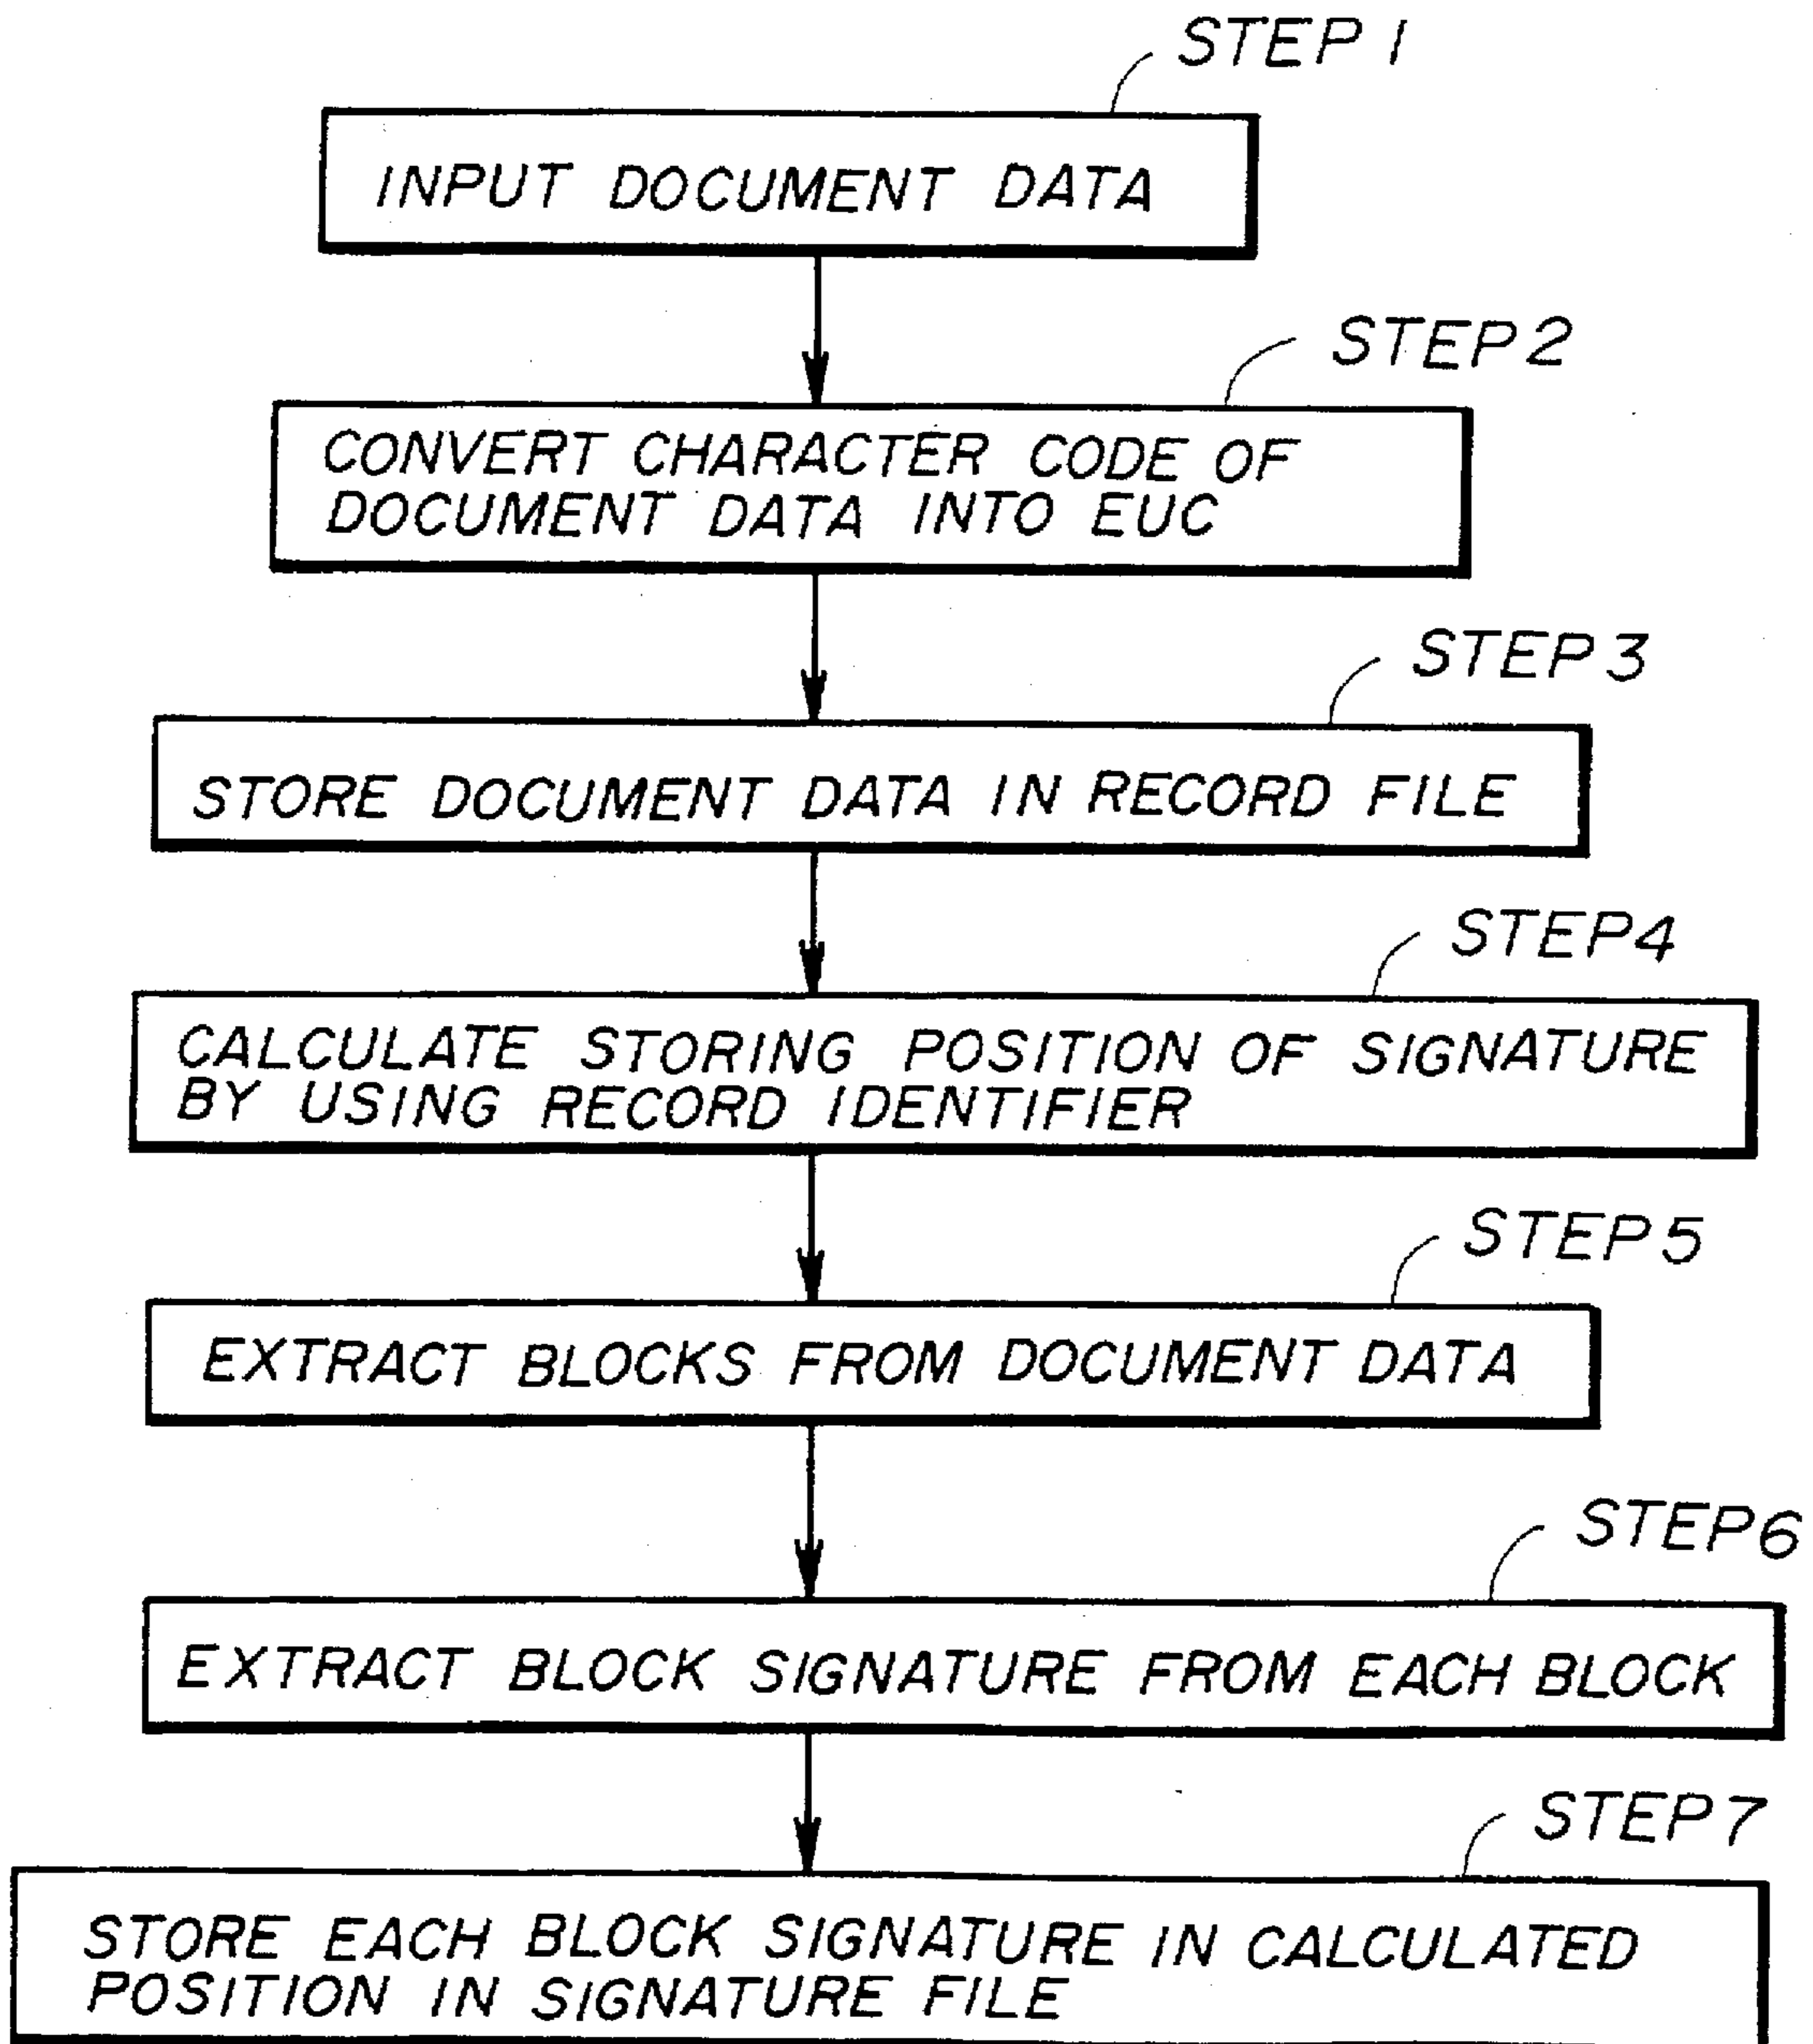 STEP 1
INPUT DOCUMENT DATA
STEP 2
CONVERT CHARACTER CODE OF
DOCUMENT DATA INTO EUC
STEP 3
STORE DOCUMENT DATA IN RECORD FILE
STEP 4
CALCULATE STORING POSITION OF SIGNATURE
BY USING RECORD IDENTIFIER
STEP 5
EXTRACT BLOCKS FROM DOCUMENT DATA
STEP 6
EXTRACT BLOCK SIGNATURE FROM EACH BLOCK
STEP 7
STORE EACH BLOCK SIGNATURE IN CALCULATED
POSITION IN SIGNATURE FILE